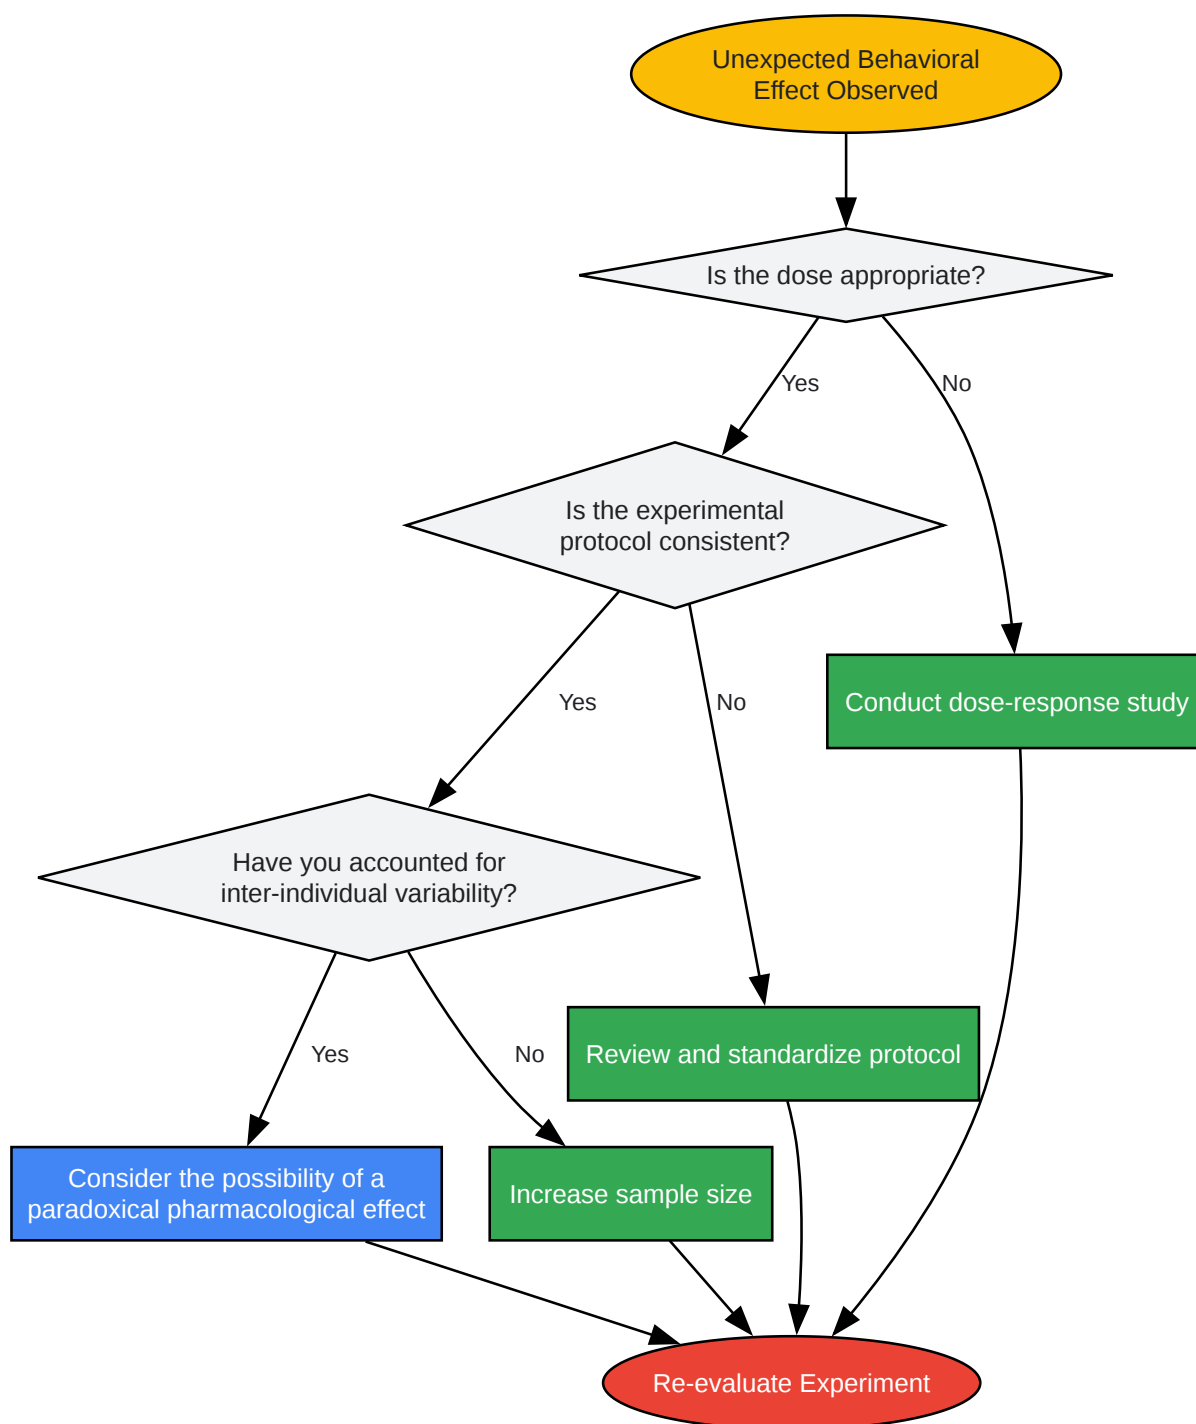 Unexpected Behavioral
Effect Observed
Is the dose appropriate?
Yes
No
Is the experimental
protocol consistent?
Yes
No
Conduct dose-response study
Have you accounted for
inter-individual variability?
Yes
No
Review and standardize protocol
Consider the possibility of a
paradoxical pharmacological effect
Increase sample size
Re-evaluate Experiment